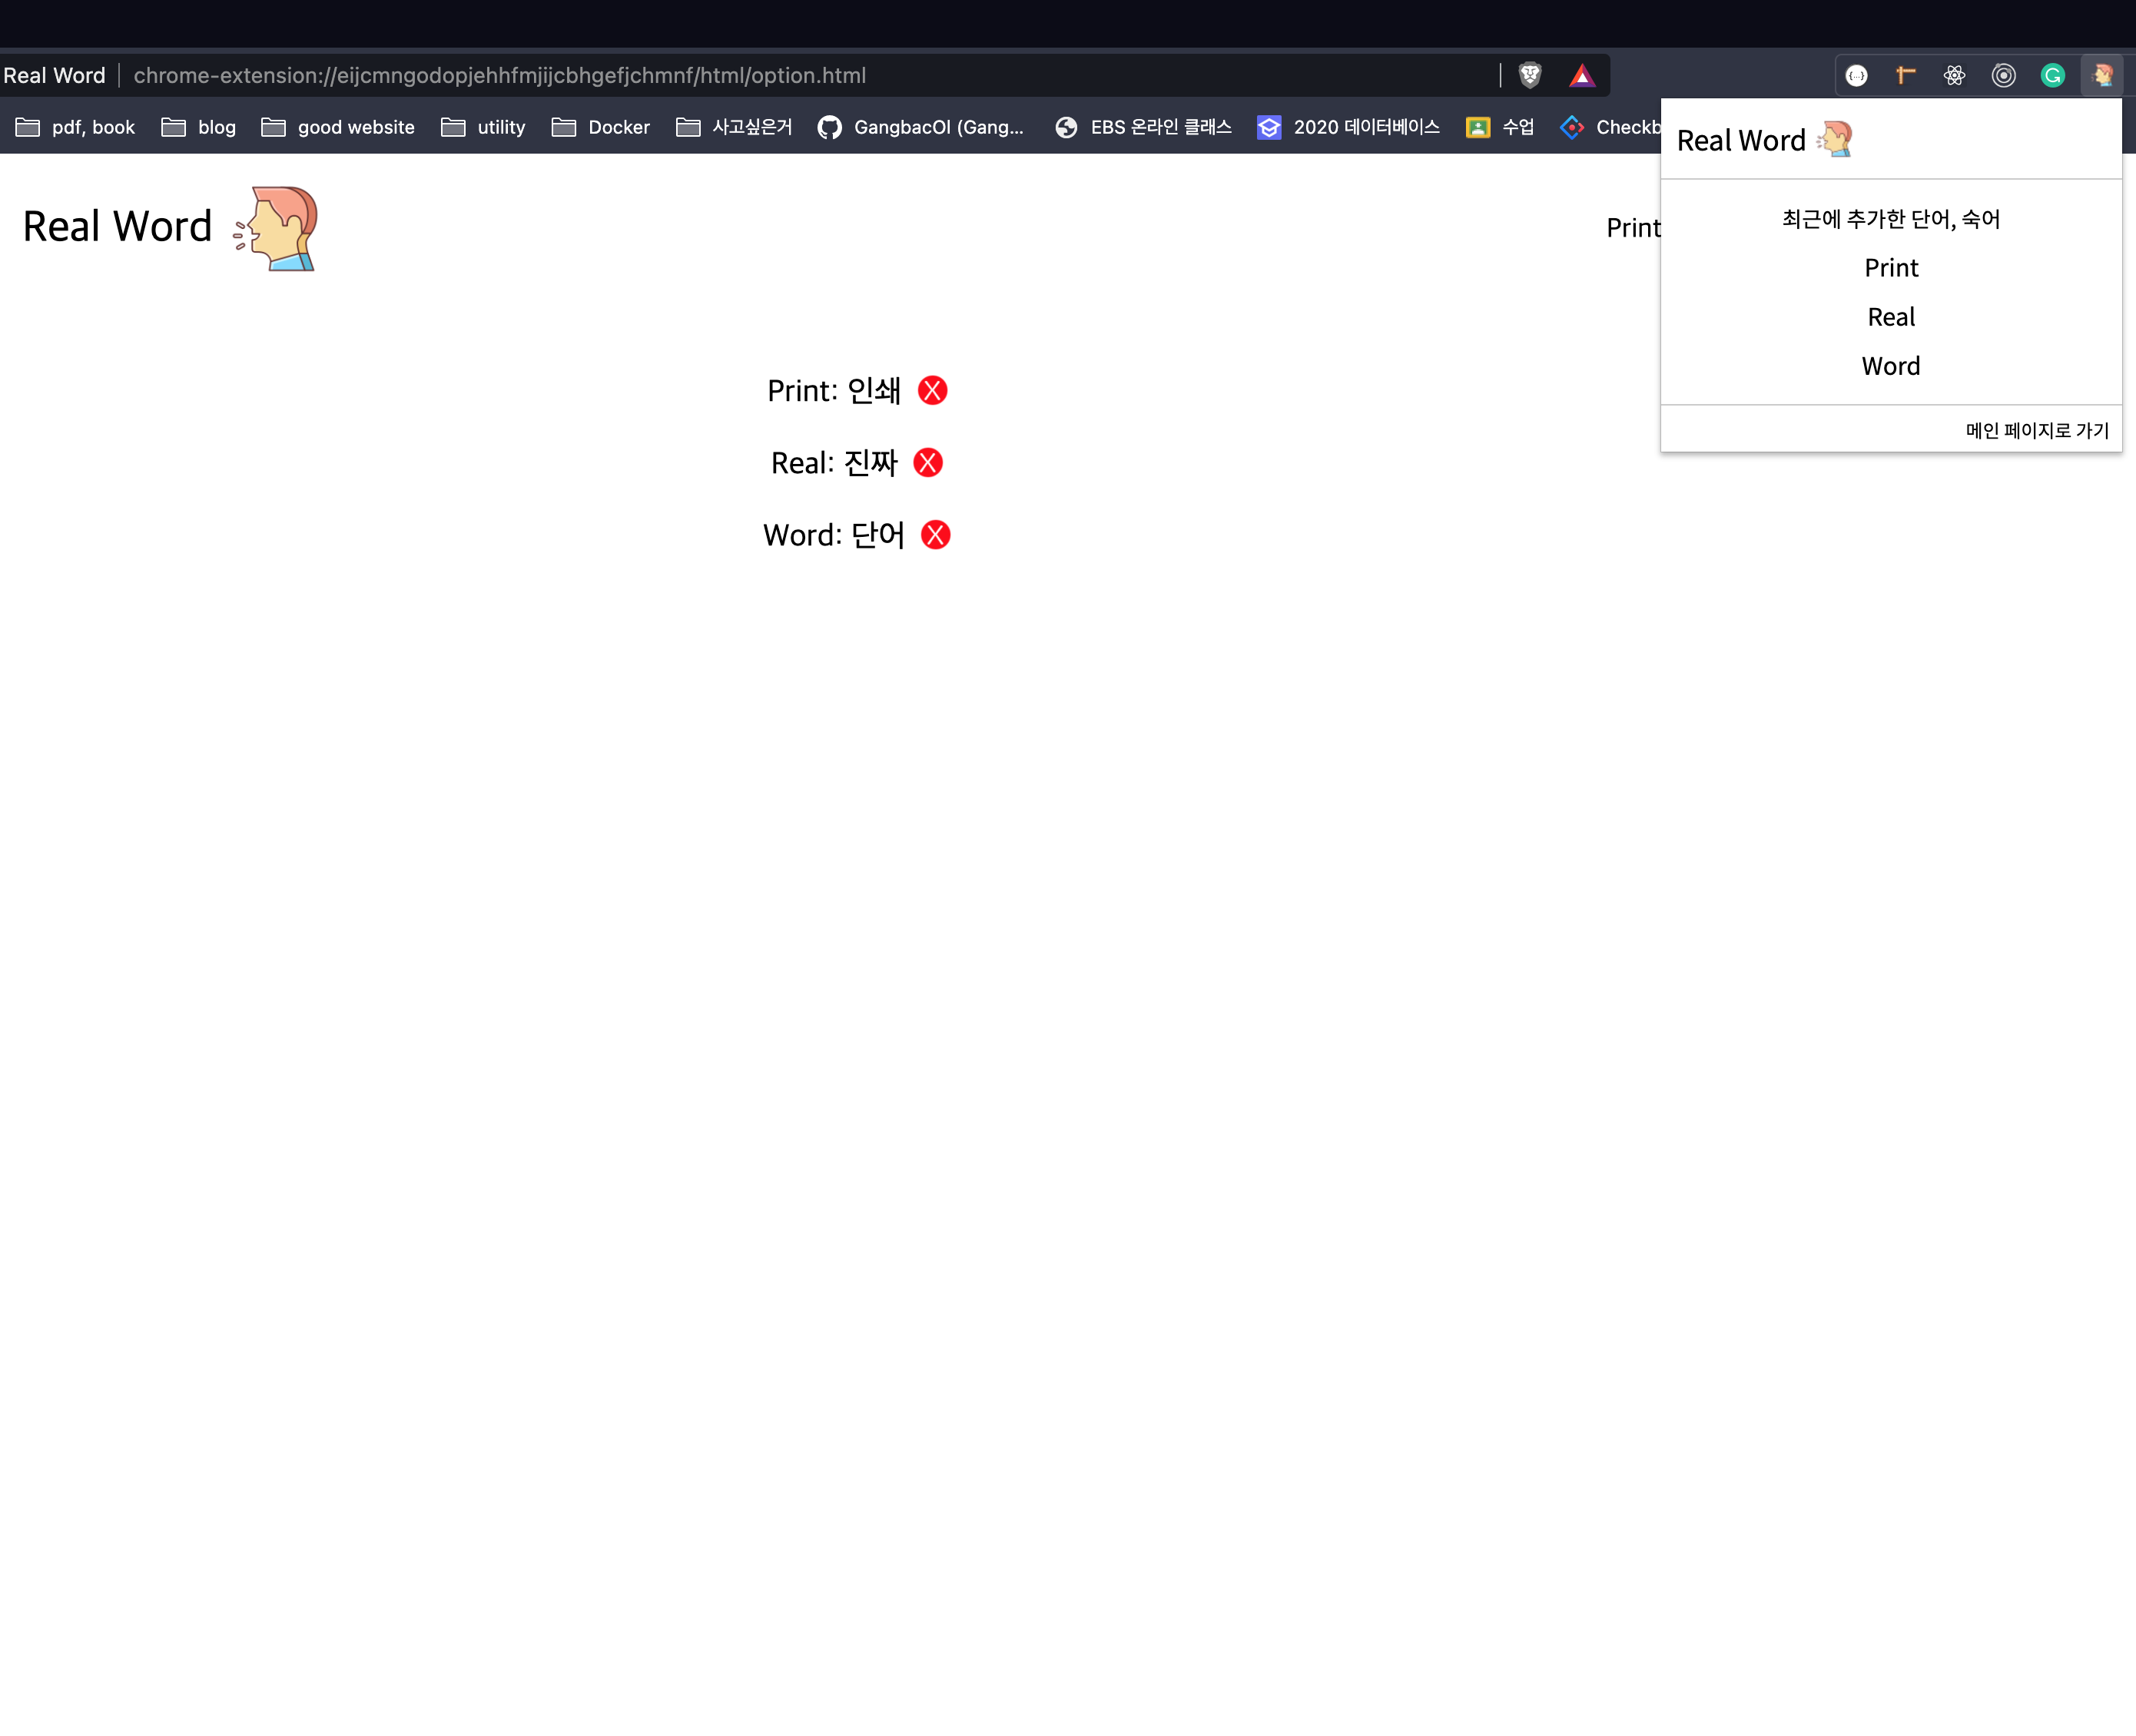 Real Word | chrome-extension://eijcmngodopjehhfmjijcbhgefjchmnf/html/option.html
pdf, book blog good website utility Docker 사고싶은거 GangbacOl (Gang... EBS 온라인 클래스 2020 데이터베이스 수업 Checkb
Real Word
Print
Print: 인쇄 X
Real: 진짜 X
Word: 단어 X
Real Word
최근에 추가한 단어, 숙어
Print
Real
Word
메인 페이지로 가기